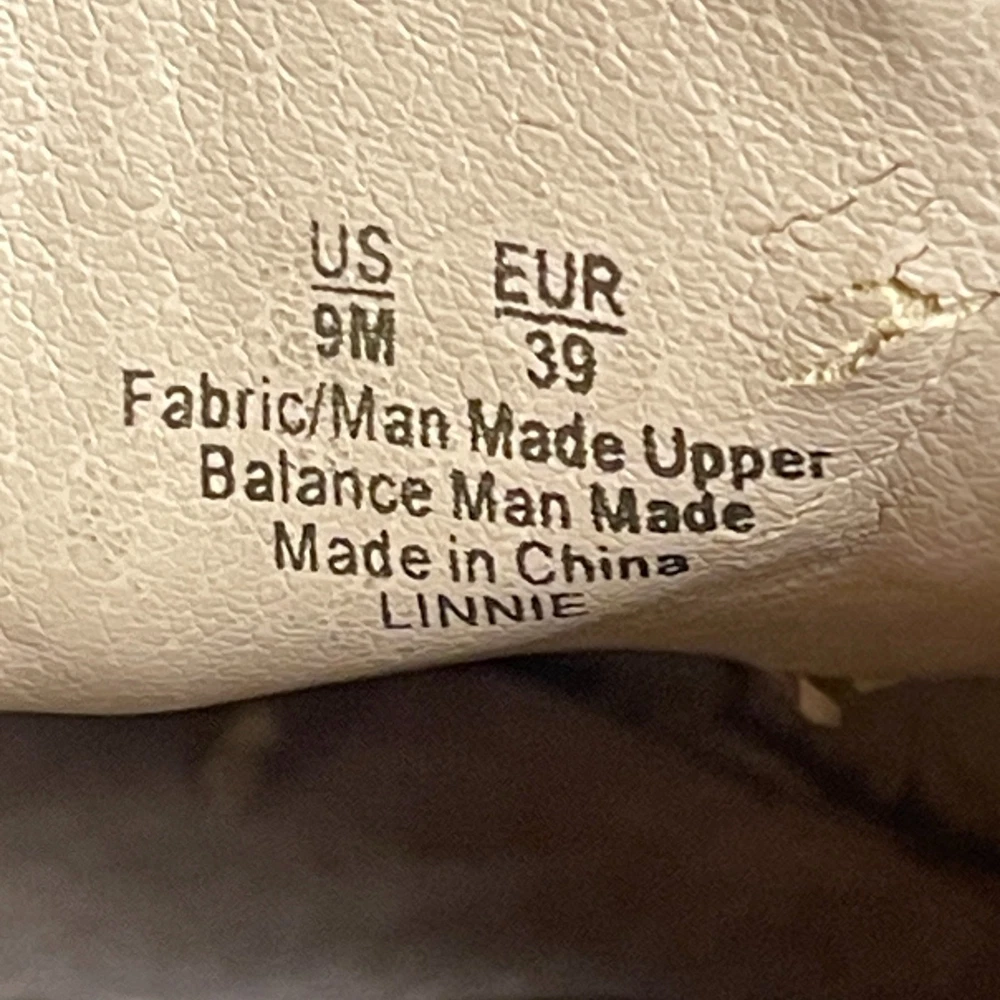 US EUR
9M 39
Fabric/Man Made Upper
Balance Man Made
Made in China
LINNIE